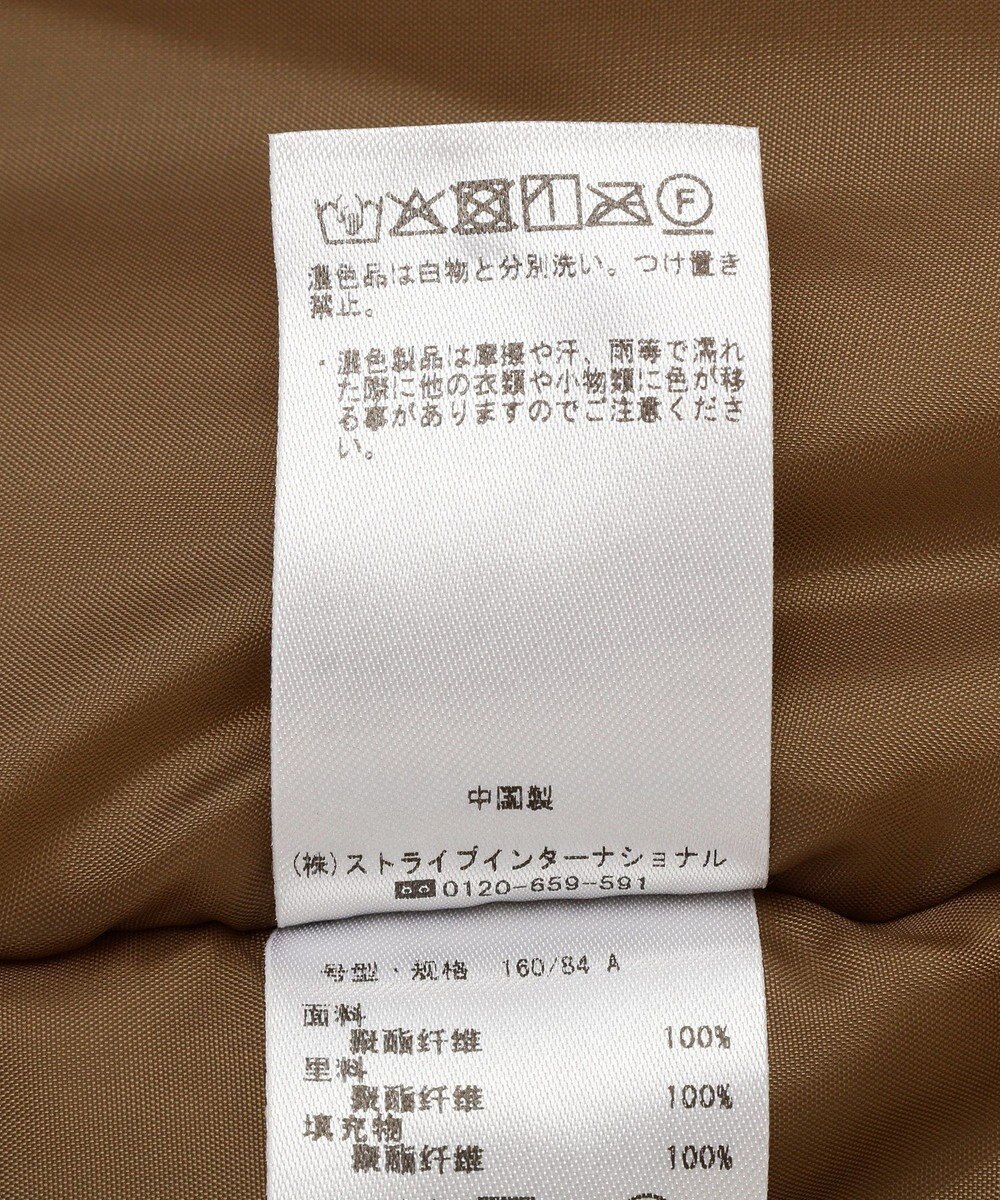 F
濃色品は白物と分別洗い。つけ置き
禁止。
・濃色製品は摩擦や汗、雨等で濡れ
た際に他の衣類や小物類に色が移
る事がありますのでご注意くださ
い。
中国製
(株)ストライプインターナショナル
0120-659-591
号型・规格 160/84 A
面料
聚酯纤维 100%
里料
聚酯纤维 100%
填充物
聚酯纤维 100%